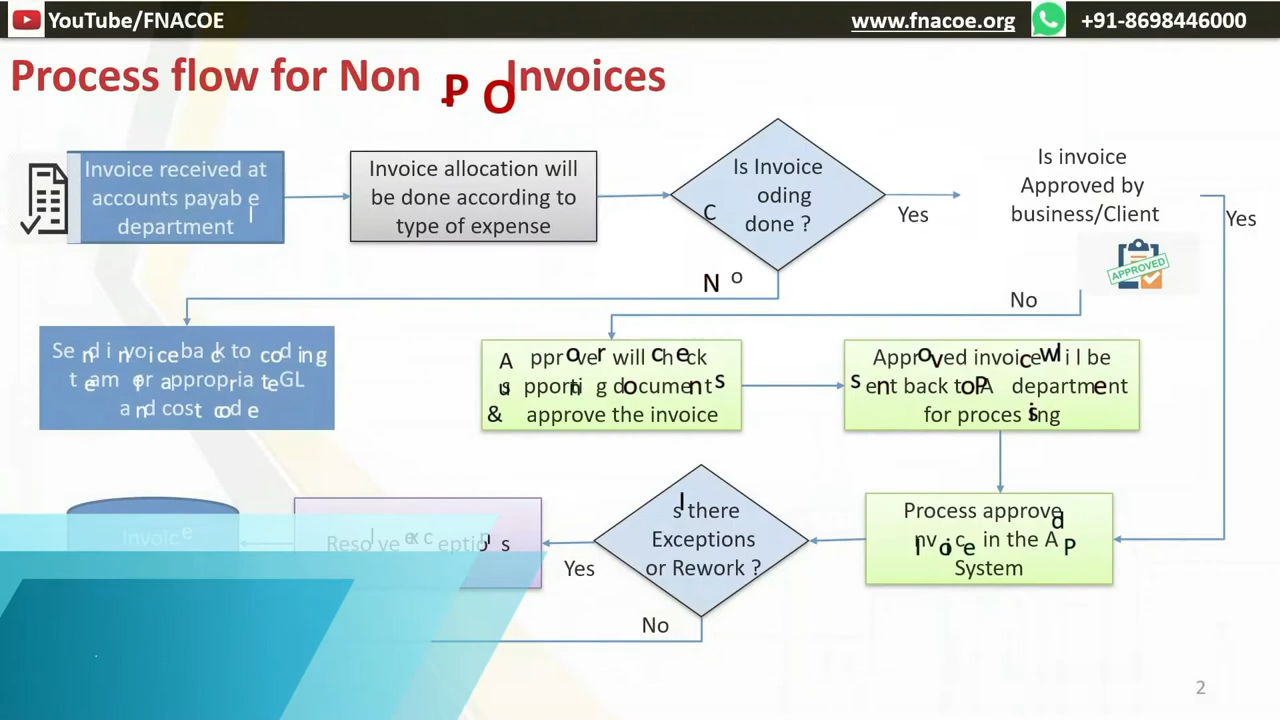 YouTube/FNACOE
www.fnacoe.org
+91-8698446000
Process flow for Non PO Invoices
Invoice received at
accounts payable
department
Invoice allocation will
be done according to
type of expense
Is Invoice
Coding
done ?
Yes
Is invoice
Approved by
business/Client
Yes
APPROVED
No
No
Send invoice back to coding
team for appropriate GL
and cost code
Approver will check
supporting documents
& approve the invoice
Approved invoice will be
sent back to AP department
for processing
Invoice
Resolve exceptions
Yes
Is there
Exceptions
or Rework ?
Process approved
Invoice in the AP
System
No
2